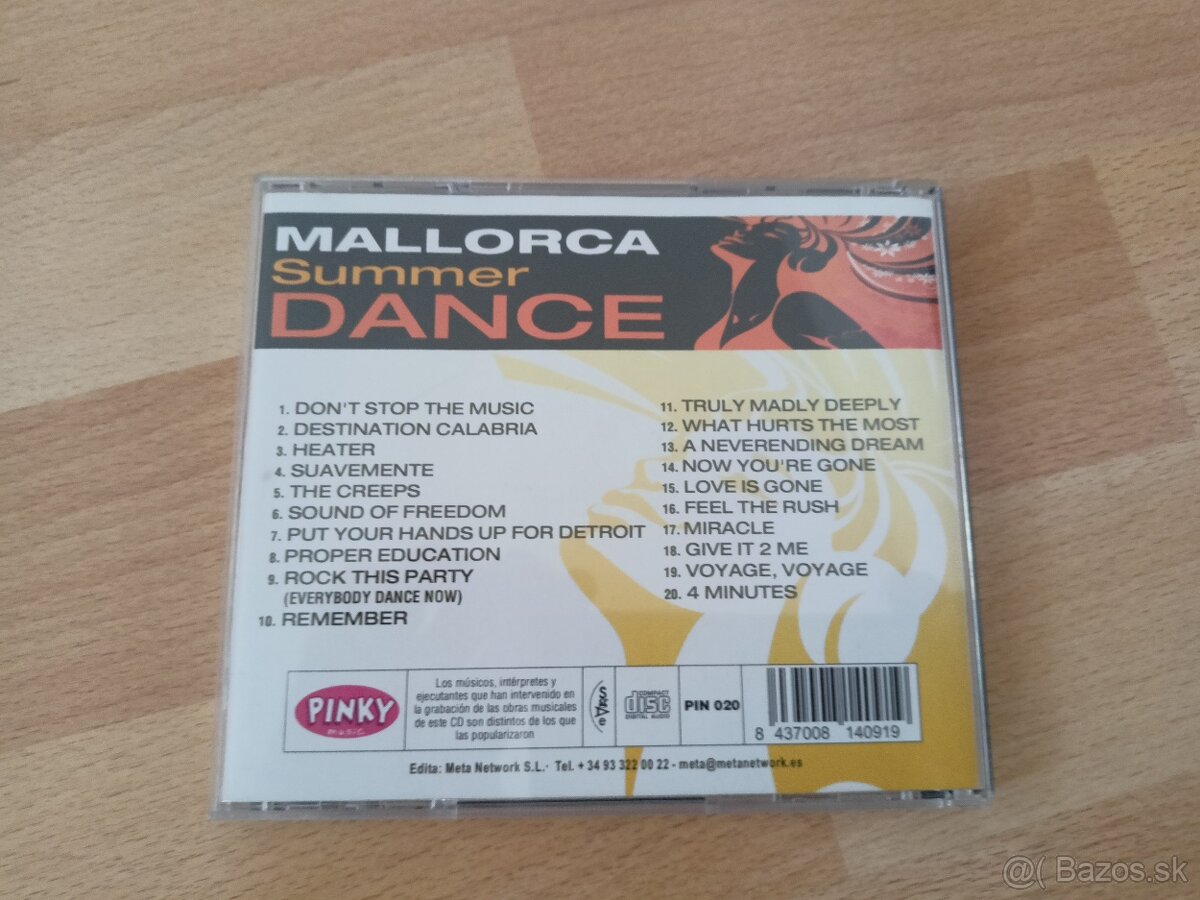 MALLORCA
Summer
DANCE
1. DON'T STOP THE MUSIC
2. DESTINATION CALABRIA
3. HEATER
4. SUAVEMENTE
5. THE CREEPS
6. SOUND OF FREEDOM
7. PUT YOUR HANDS UP FOR DETROIT
8. PROPER EDUCATION
9. ROCK THIS PARTY
(EVERYBODY DANCE NOW)
10. REMEMBER
11. TRULY MADLY DEEPLY
12. WHAT HURTS THE MOST
13. A NEVERENDING DREAM
14. NOW YOU'RE GONE
15. LOVE IS GONE
16. FEEL THE RUSH
17. MIRACLE
18. GIVE IT 2 ME
19. VOYAGE, VOYAGE
20. 4 MINUTES
PINKY
music
Los músicos, intérpretes y
ejecutantes que han intervenido en
la grabación de las obras musicales
de este CD son distintos de los que
las popularizaron
COMPACT
disc
DIGITAL AUDIO
PIN 020
8 437008 140919
Edita: Meta Network S.L.· Tel. + 34 93 322 00 22 - meta@metanetwork.es
@( Bazos.sk